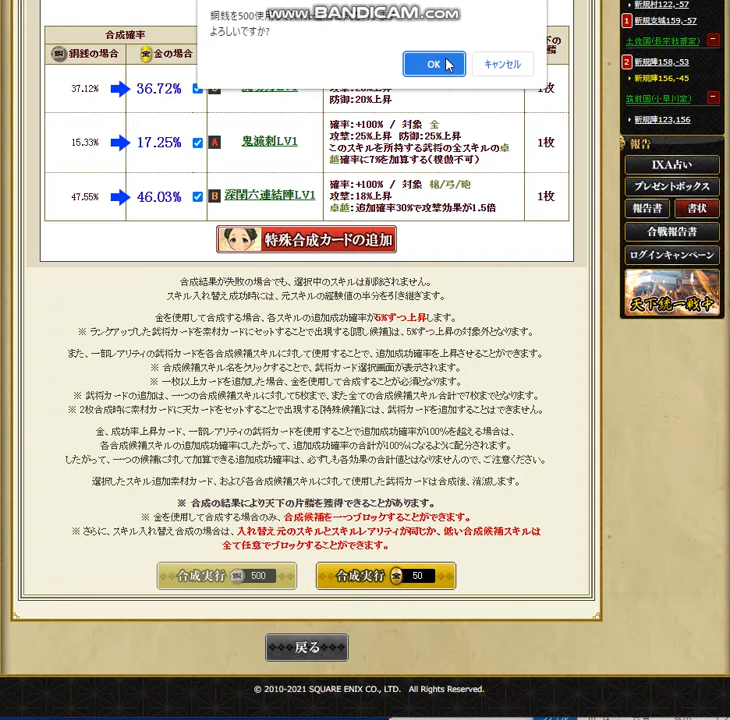 www.BANDICAM.com
銅銭を500使用
よろしいですか?
OK
キャンセル
合成確率
銅銭の場合
金の場合
37.12%
36.72%
防御:20%上昇
1枚
15.33%
17.25%
A
鬼滅刺LV1
確率:+100% / 対象 全
攻撃:25%上昇 防御:25%上昇
このスキルを所持する武将の全スキルの卓
越確率に7%を加算する(模倣不可)
1枚
47.55%
46.03%
B
深閑六連結陣LV1
確率:+100% / 対象 槍/弓/砲
攻撃:18%上昇
卓越:追加確率30%で攻撃効果が1.5倍
1枚
特殊合成カードの追加
合成結果が失敗の場合でも、選択中のスキルは削除されません。
スキル入れ替え成功時には、元スキルの経験値の半分を引き継ぎます。
金を使用して合成する場合、各スキルの追加成功確率が5%ずつ上昇します。
※ ランクアップした武将カードを素材カードにセットすることで出現する[隠し候補]は、5%ずつ上昇の対象外となります。
また、一部レアリティの武将カードを各合成候補スキルに対して使用することで、追加成功確率を上昇させることができます。
※ 合成候補スキル名をクリックすることで、武将カード選択画面が表示されます。
※ 一枚以上カードを追加した場合、金を使用して合成することが必須となります。
※ 武将カードの追加は、一つの合成候補スキルに対して5枚まで、また全ての合成候補スキル合計で7枚までとなります。
※ 2枚合成時に素材カードに天カードをセットすることで出現する[特殊候補]には、武将カードを追加することはできません。
金、成功率上昇カード、一部レアリティの武将カードを使用することで追加成功確率が100%を超える場合は、
各合成候補スキルの追加成功確率にしたがって、追加成功確率の合計が100%になるように配分されます。
したがって、一つの候補に対して加算できる追加成功確率は、必ずしも各効果の合計値とはなりませんので、ご注意ください。
選択したスキル追加素材カード、および各合成候補スキルに対して使用した武将カードは合成後、消滅します。
※ 合成の結果により天下の片鱗を獲得できることがあります。
※ 金を使用して合成する場合のみ、合成候補を一つブロックすることができます。
※ さらに、スキル入れ替え合成の場合は、入れ替え元のスキルとスキルレアリティが同じか、低い合成候補スキルは
全て任意でブロックすることができます。
合成実行 500
合成実行 金 50
戻る
© 2010-2021 SQUARE ENIX CO., LTD. All Rights Reserved.
新規村122,-57
1 新規支城159,-57
土佐国(長宗我部家)
2 新規陣158,-53
新規陣156,-45
筑前国(小早川家)
新規陣123,156
報告
IXA占い
プレゼントボックス
報告書
書状
合戦報告書
ログインキャンペーン
天下統一戦中